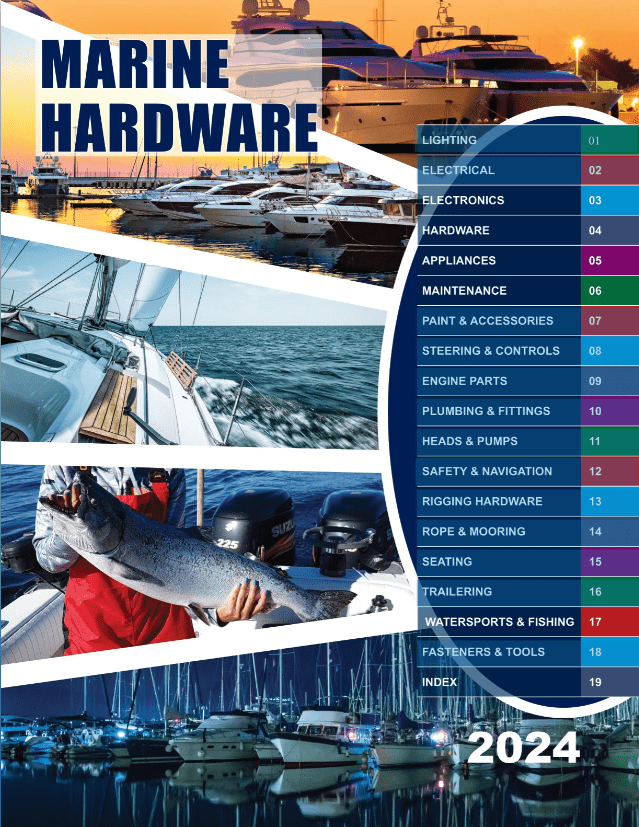 MARINE
HARDWARE
LIGHTING 01
ELECTRICAL 02
ELECTRONICS 03
HARDWARE 04
APPLIANCES 05
MAINTENANCE 06
PAINT & ACCESSORIES 07
STEERING & CONTROLS 08
ENGINE PARTS 09
PLUMBING & FITTINGS 10
HEADS & PUMPS 11
SAFETY & NAVIGATION 12
RIGGING HARDWARE 13
ROPE & MOORING 14
SEATING 15
TRAILERING 16
WATERSPORTS & FISHING 17
FASTENERS & TOOLS 18
INDEX 19
225
2024